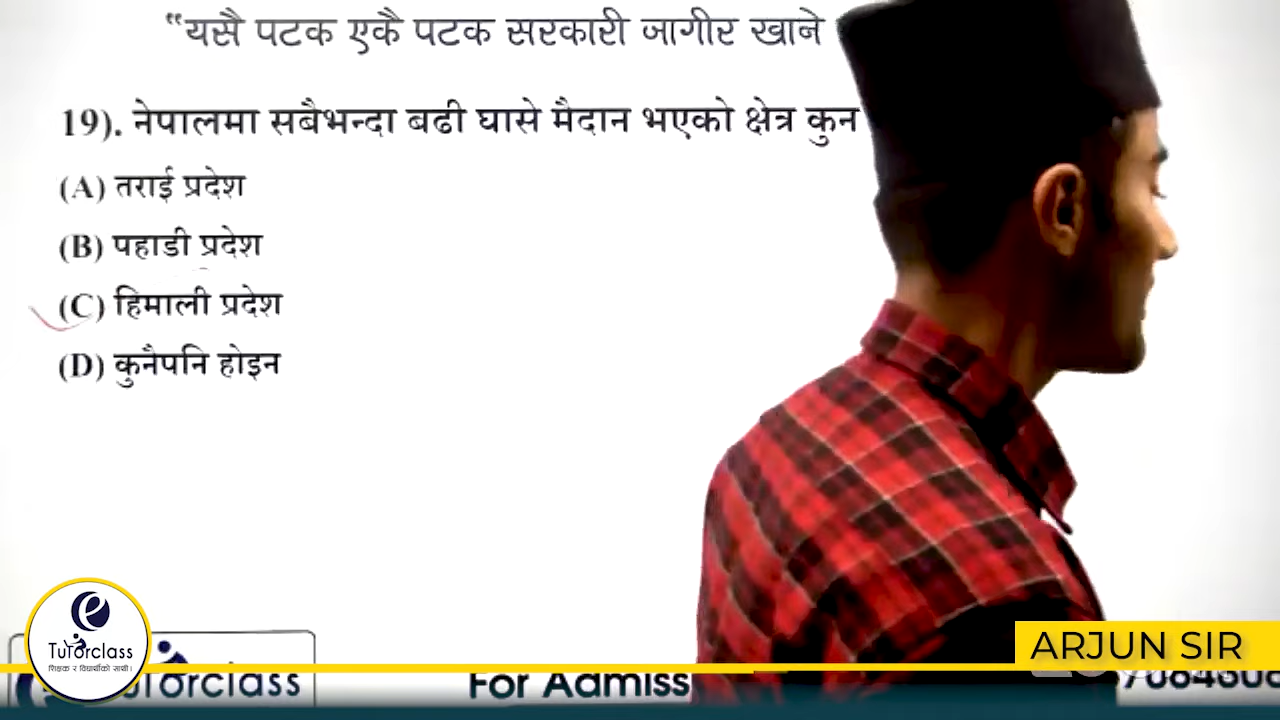 “यसै पटक एकै पटक सरकारी जागीर खाने
19). नेपालमा सबैभन्दा बढी घासे मैदान भएको क्षेत्र कुन
(A) तराई प्रदेश
(B) पहाडी प्रदेश
(C) हिमाली प्रदेश
(D) कुनैपनि होइन
ARJUN SIR
Tutorclass
शिक्षक र विद्यार्थीको साथी।
For Admiss